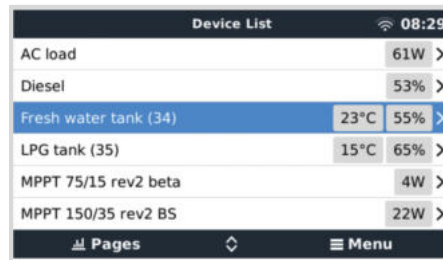 Device List 08:29
AC load 61W
Diesel 53%
Fresh water tank (34) 23°C 55%
LPG tank (35) 15°C 65%
MPPT 75/15 rev2 beta 4W
MPPT 150/35 rev2 BS 22W
Pages Menu